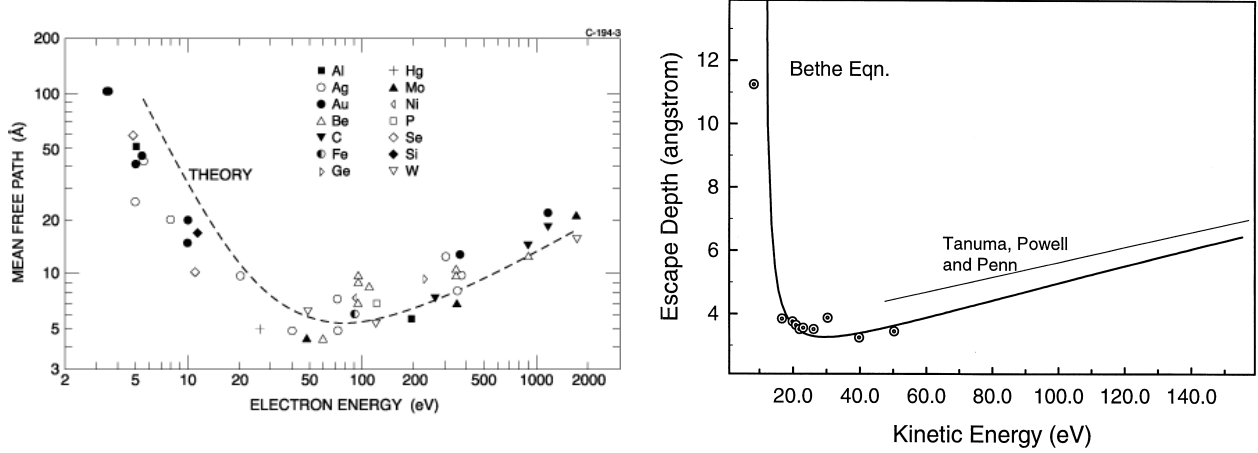 C-194-3
200
100
50
20
10
5
3
MEAN FREE PATH (Å)
Al
Ag
Au
Be
C
Fe
Ge
Hg
Mo
Ni
P
Se
Si
W
THEORY
2 5 10 20 50 100 200 500 1000 2000
ELECTRON ENERGY (eV)
12
10
8
6
4
Escape Depth (angstrom)
Bethe Eqn.
Tanuma, Powell
and Penn
20.0 40.0 60.0 80.0 100.0 120.0 140.0
Kinetic Energy (eV)